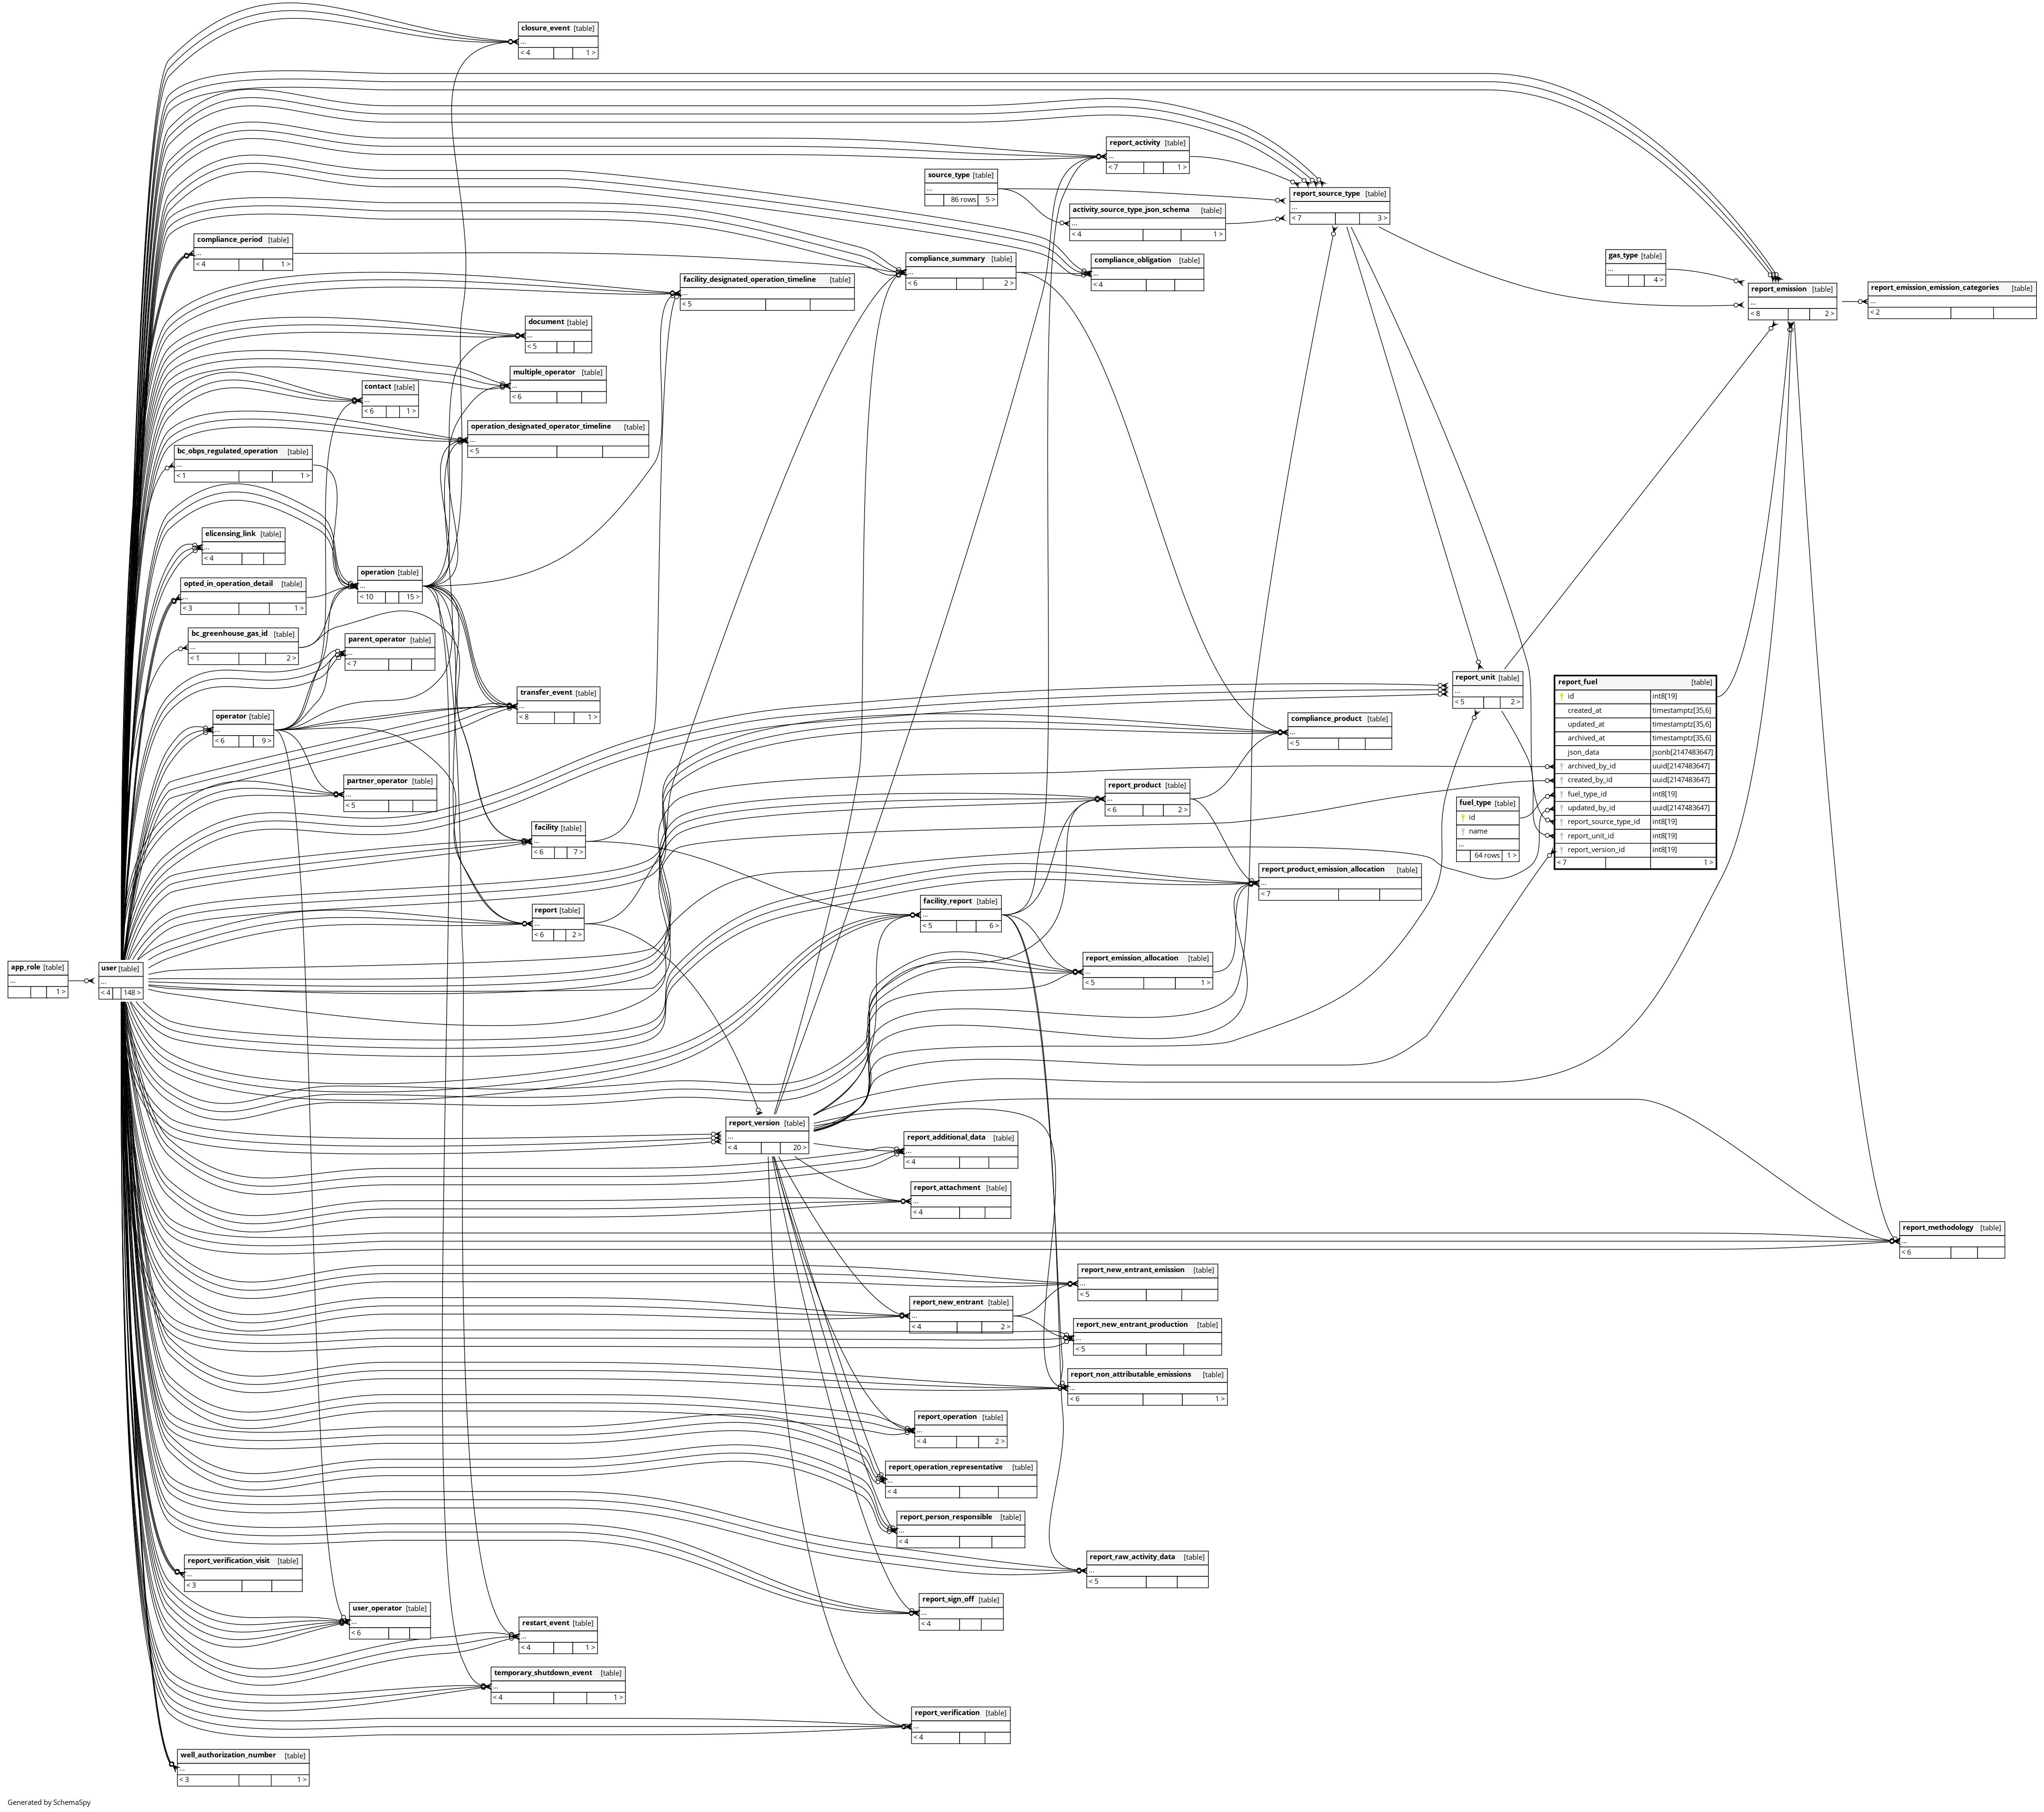 closure_event [table]
...
< 4 1 >
report_activity [table]
...
< 7 1 >
source_type [table]
...
86 rows 5 >
report_source_type [table]
...
< 7 3 >
activity_source_type_json_schema [table]
...
< 4 1 >
compliance_period [table]
...
< 4 1 >
compliance_summary [table]
...
< 6 2 >
compliance_obligation [table]
...
< 4
gas_type [table]
...
4 >
facility_designated_operation_timeline [table]
...
< 5
report_emission [table]
...
< 8 2 >
report_emission_emission_categories [table]
...
< 2
document [table]
...
< 5
multiple_operator [table]
...
< 6
contact [table]
...
< 6 1 >
operation_designated_operator_timeline [table]
...
< 5
bc_obps_regulated_operation [table]
...
< 1 1 >
elicensing_link [table]
...
< 4
operation [table]
...
< 10 15 >
opted_in_operation_detail [table]
...
< 3 1 >
bc_greenhouse_gas_id [table]
...
< 1 2 >
parent_operator [table]
...
< 7
transfer_event [table]
...
< 8 1 >
report_unit [table]
...
< 5 2 >
report_fuel [table]
id int8[19]
created_at timestamptz[35,6]
updated_at timestamptz[35,6]
archived_at timestamptz[35,6]
json_data jsonb[2147483647]
archived_by_id uuid[2147483647]
created_by_id uuid[2147483647]
fuel_type_id int8[19]
updated_by_id uuid[2147483647]
report_source_type_id int8[19]
report_unit_id int8[19]
report_version_id int8[19]
< 7 1 >
operator [table]
...
< 6 9 >
compliance_product [table]
...
< 5
partner_operator [table]
...
< 5
report_product [table]
...
< 6 2 >
fuel_type [table]
id
name
...
64 rows 1 >
facility [table]
...
< 6 7 >
report_product_emission_allocation [table]
...
< 7
facility_report [table]
...
< 5 6 >
report [table]
...
< 6 2 >
report_emission_allocation [table]
...
< 5 1 >
app_role [table]
...
1 >
user [table]
...
< 4 148 >
report_version [table]
...
< 4 20 >
report_additional_data [table]
...
< 4
report_attachment [table]
...
< 4
report_methodology [table]
...
< 6
report_new_entrant_emission [table]
...
< 5
report_new_entrant [table]
...
< 4 2 >
report_new_entrant_production [table]
...
< 5
report_non_attributable_emissions [table]
...
< 6 1 >
report_operation [table]
...
< 4 2 >
report_operation_representative [table]
...
< 4
report_person_responsible [table]
...
< 4
report_raw_activity_data [table]
...
< 5
report_verification_visit [table]
...
< 3
report_sign_off [table]
...
< 4
user_operator [table]
...
< 6
restart_event [table]
...
< 4 1 >
temporary_shutdown_event [table]
...
< 4 1 >
report_verification [table]
...
< 4
well_authorization_number [table]
...
< 3 1 >
Generated by SchemaSpy